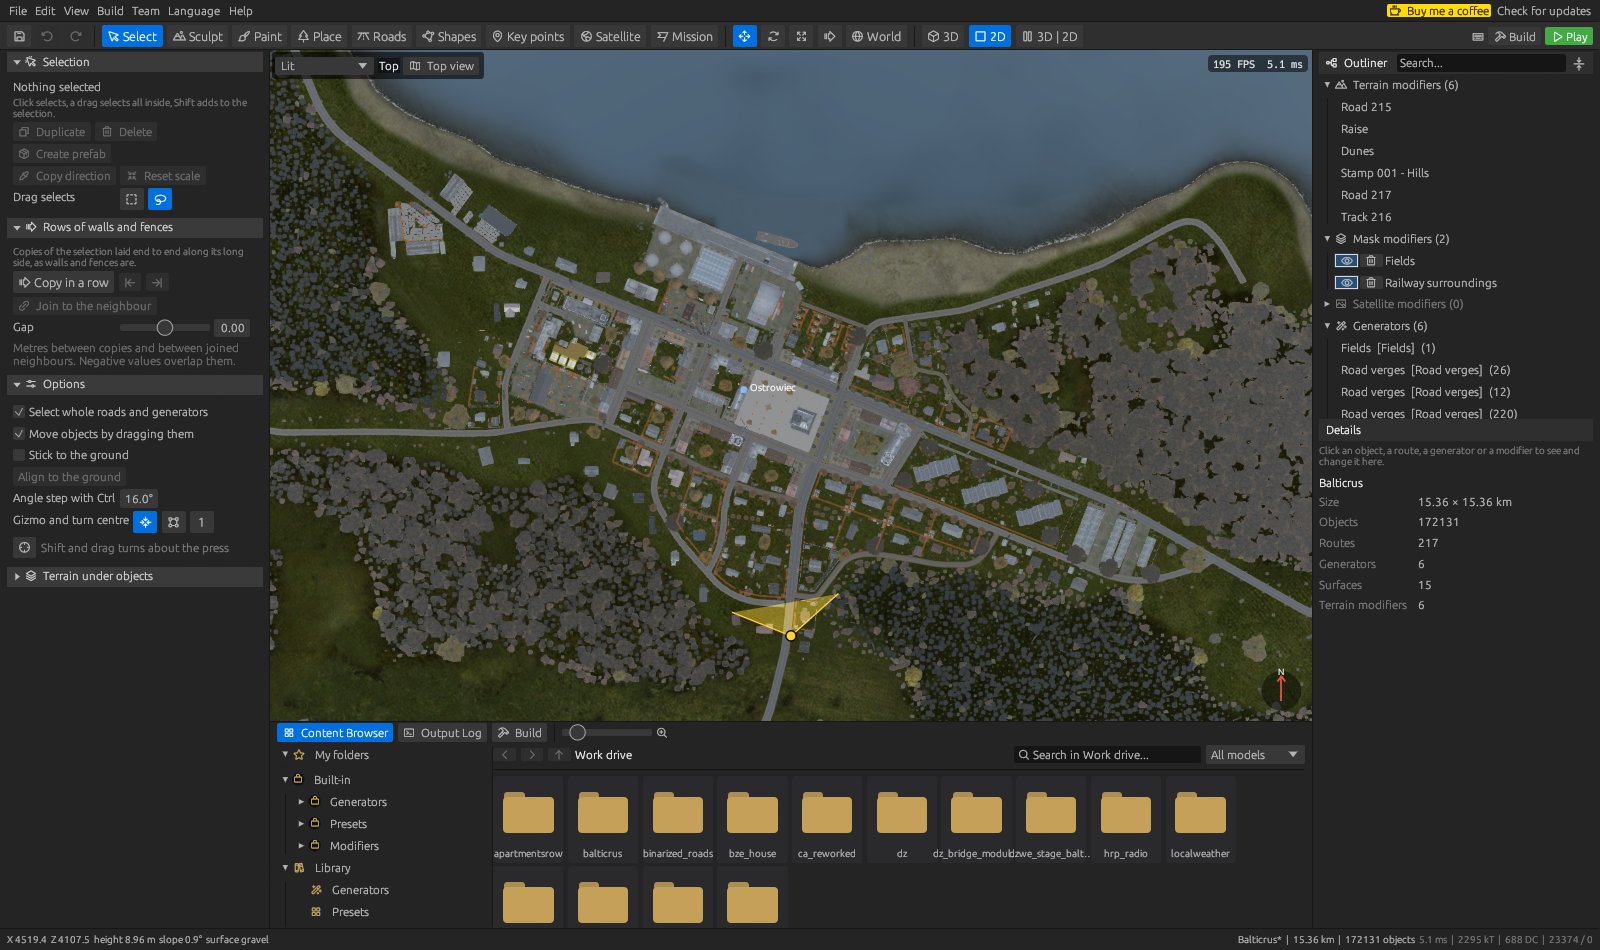 File Edit View Build Team Language Help
Buy me a coffee Check for updates
Select Sculpt Paint Place Roads Shapes Key points Satellite Mission World 3D 2D 3D | 2D Build Play
Selection
Nothing selected
Click selects, a drag selects all inside, Shift adds to the
selection.
Duplicate Delete
Create prefab
Copy direction Reset scale
Drag selects
Rows of walls and fences
Copies of the selection laid end to end along its long
side, as walls and fences are.
Copy in a row
Join to the neighbour
Gap 0.00
Metres between copies and between joined
neighbours. Negative values overlap them.
Options
Select whole roads and generators
Move objects by dragging them
Stick to the ground
Align to the ground
Angle step with Ctrl 16.0°
Gizmo and turn centre 1
Shift and drag turns about the press
Terrain under objects
Lit Top Top view
195 FPS 5.1 ms
Ostrowiec
N
Outliner Search...
Terrain modifiers (6)
Road 215
Raise
Dunes
Stamp 001 - Hills
Road 217
Track 216
Mask modifiers (2)
Fields
Railway surroundings
Satellite modifiers (0)
Generators (6)
Fields [Fields] (1)
Road verges [Road verges] (26)
Road verges [Road verges] (12)
Road verges [Road verges] (220)
Details
Click an object, a route, a generator or a modifier to see and
change it here.
Balticrus
Size 15.36 × 15.36 km
Objects 172131
Routes 217
Generators 6
Surfaces 15
Terrain modifiers 6
Content Browser Output Log Build
My folders
Built-in
Generators
Presets
Modifiers
Library
Generators
Presets
Work drive
Search in Work drive... All models
apartmentsrow balticrus binarized_roads bze_house ca_reworked dz dz_bridge_modul dzwe_stage_balt... hrp_radio localweather
X 4519.4 Z 4107.5 height 8.96 m slope 0.9° surface gravel
Balticrus* | 15.36 km | 172131 objects 5.1 ms | 2295 kT | 688 DC | 23374 / 0